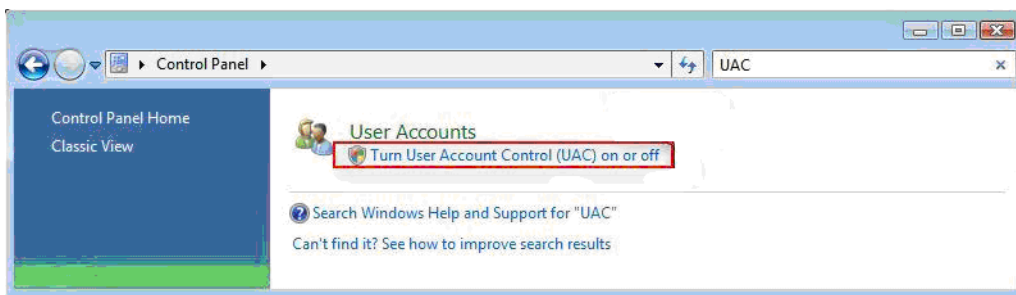 Control Panel
UAC
Control Panel Home
Classic View
User Accounts
Turn User Account Control (UAC) on or off
Search Windows Help and Support for "UAC"
Can't find it? See how to improve search results